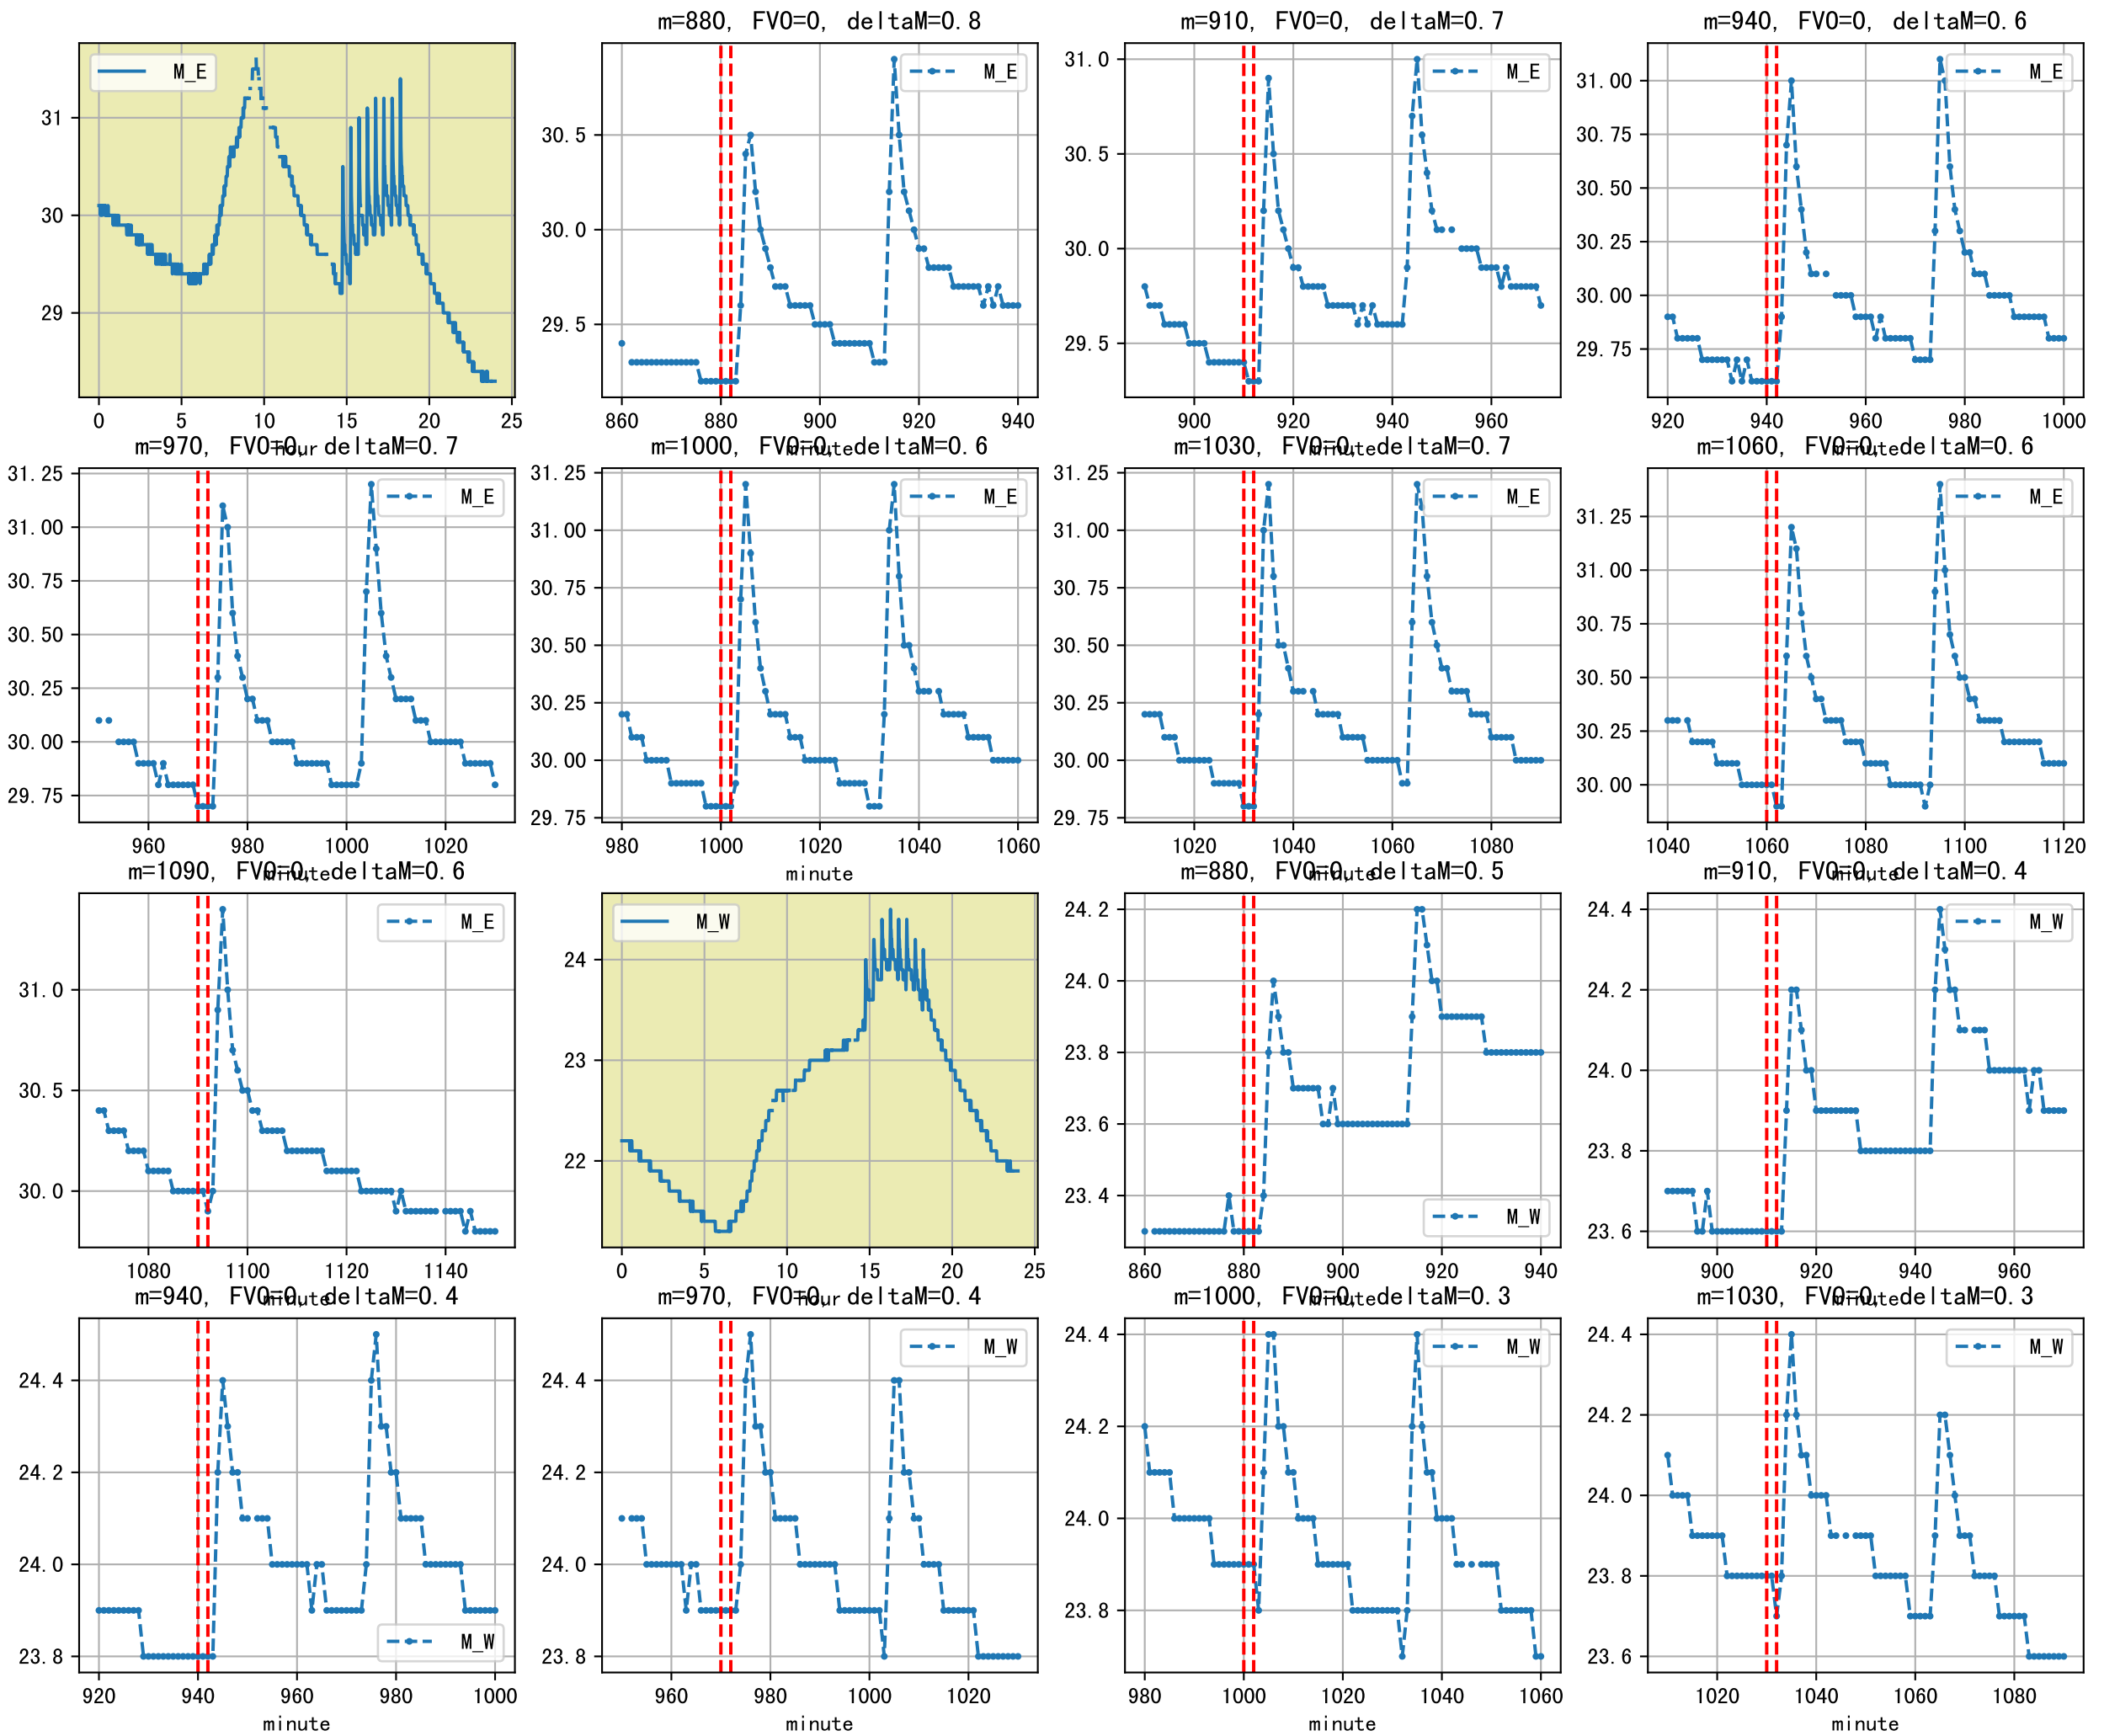 m=880, FVO=0, deltaM=0.8
m=910, FVO=0, deltaM=0.7
m=940, FVO=0, deltaM=0.6
M_E
31
30
29
0 5 10 15 20 25
hour
M_E
30.5
30.0
29.5
860 880 900 920 940
minute
M_E
31.0
30.5
30.0
29.5
900 920 940 960
minute
M_E
31.00
30.75
30.50
30.25
30.00
29.75
920 940 960 980 1000
m=970, FVO=0, deltaM=0.7
m=1000, FVO=0, deltaM=0.6
m=1030, FVO=0, deltaM=0.7
m=1060, FVO=0, deltaM=0.6
M_E
31.25
31.00
30.75
30.50
30.25
30.00
29.75
960 980 1000 1020
minute
M_E
31.25
31.00
30.75
30.50
30.25
30.00
29.75
980 1000 1020 1040 1060
minute
M_E
31.25
31.00
30.75
30.50
30.25
30.00
29.75
1020 1040 1060 1080
minute
M_E
31.25
31.00
30.75
30.50
30.25
30.00
1040 1060 1080 1100 1120
minute
m=1090, FVO=0, deltaM=0.6
m=880, FVO=0, deltaM=0.5
m=910, FVO=0, deltaM=0.4
M_E
31.0
30.5
30.0
1080 1100 1120 1140
minute
M_W
24
23
22
0 5 10 15 20 25
hour
M_W
24.2
24.0
23.8
23.6
23.4
860 880 900 920 940
minute
M_W
24.4
24.2
24.0
23.8
23.6
900 920 940 960
minute
m=940, FVO=0, deltaM=0.4
m=970, FVO=0, deltaM=0.4
m=1000, FVO=0, deltaM=0.3
m=1030, FVO=0, deltaM=0.3
M_W
24.4
24.2
24.0
23.8
920 940 960 980 1000
minute
M_W
24.4
24.2
24.0
23.8
960 980 1000 1020
minute
M_W
24.4
24.2
24.0
23.8
980 1000 1020 1040 1060
minute
M_W
24.4
24.2
24.0
23.8
23.6
1020 1040 1060 1080
minute